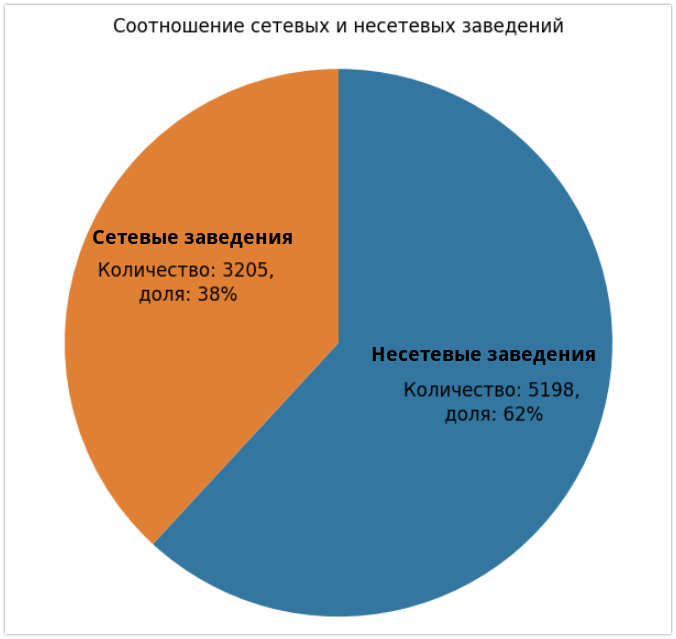 Соотношение сетевых и несетевых заведений
Сетевые заведения
Количество: 3205,
доля: 38%
Несетевые заведения
Количество: 5198,
доля: 62%